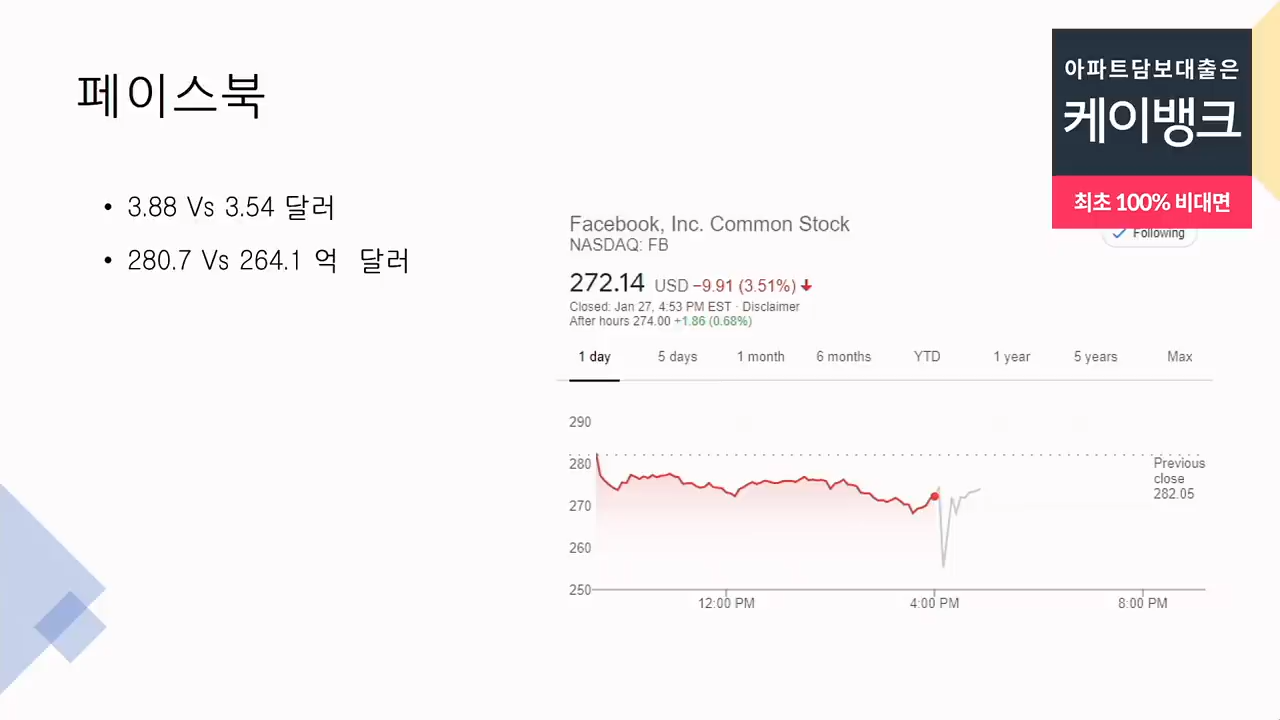 페이스북
• 3.88 Vs 3.54 달러
• 280.7 Vs 264.1 억 달러
아파트담보대출은
케이뱅크
최초 100% 비대면
Following
Facebook, Inc. Common Stock
NASDAQ: FB
272.14 USD −9.91 (3.51%)
Closed: Jan 27, 4:53 PM EST · Disclaimer
After hours 274.00 +1.86 (0.68%)
1 day 5 days 1 month 6 months YTD 1 year 5 years Max
290
280
270
260
250
Previous
close
282.05
12:00 PM 4:00 PM 8:00 PM